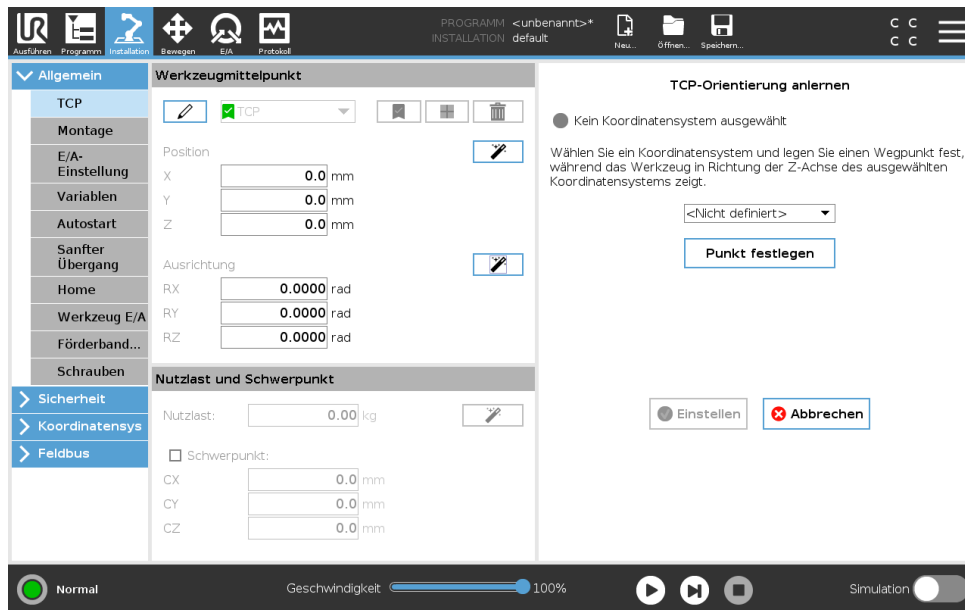 UR
Ausführen
Programm
Installation
Bewegen
E/A
Protokoll
PROGRAMM <unbenannt>*
INSTALLATION default
Neu...
Öffnen...
Speichern...
C C
C C
Allgemein
TCP
Montage
E/A-
Einstellung
Variablen
Autostart
Sanfter
Übergang
Home
Werkzeug E/A
Förderband...
Schrauben
Sicherheit
Koordinatensys
Feldbus
Werkzeugmittelpunkt
TCP
Position
X 0.0 mm
Y 0.0 mm
Z 0.0 mm
Ausrichtung
RX 0.0000 rad
RY 0.0000 rad
RZ 0.0000 rad
Nutzlast und Schwerpunkt
Nutzlast: 0.00 kg
Schwerpunkt:
CX 0.0 mm
CY 0.0 mm
CZ 0.0 mm
TCP-Orientierung anlernen
Kein Koordinatensystem ausgewählt
Wählen Sie ein Koordinatensystem und legen Sie einen Wegpunkt fest,
während das Werkzeug in Richtung der Z-Achse des ausgewählten
Koordinatensystems zeigt.
<Nicht definiert>
Punkt festlegen
Einstellen
Abbrechen
Normal
Geschwindigkeit 100%
Simulation